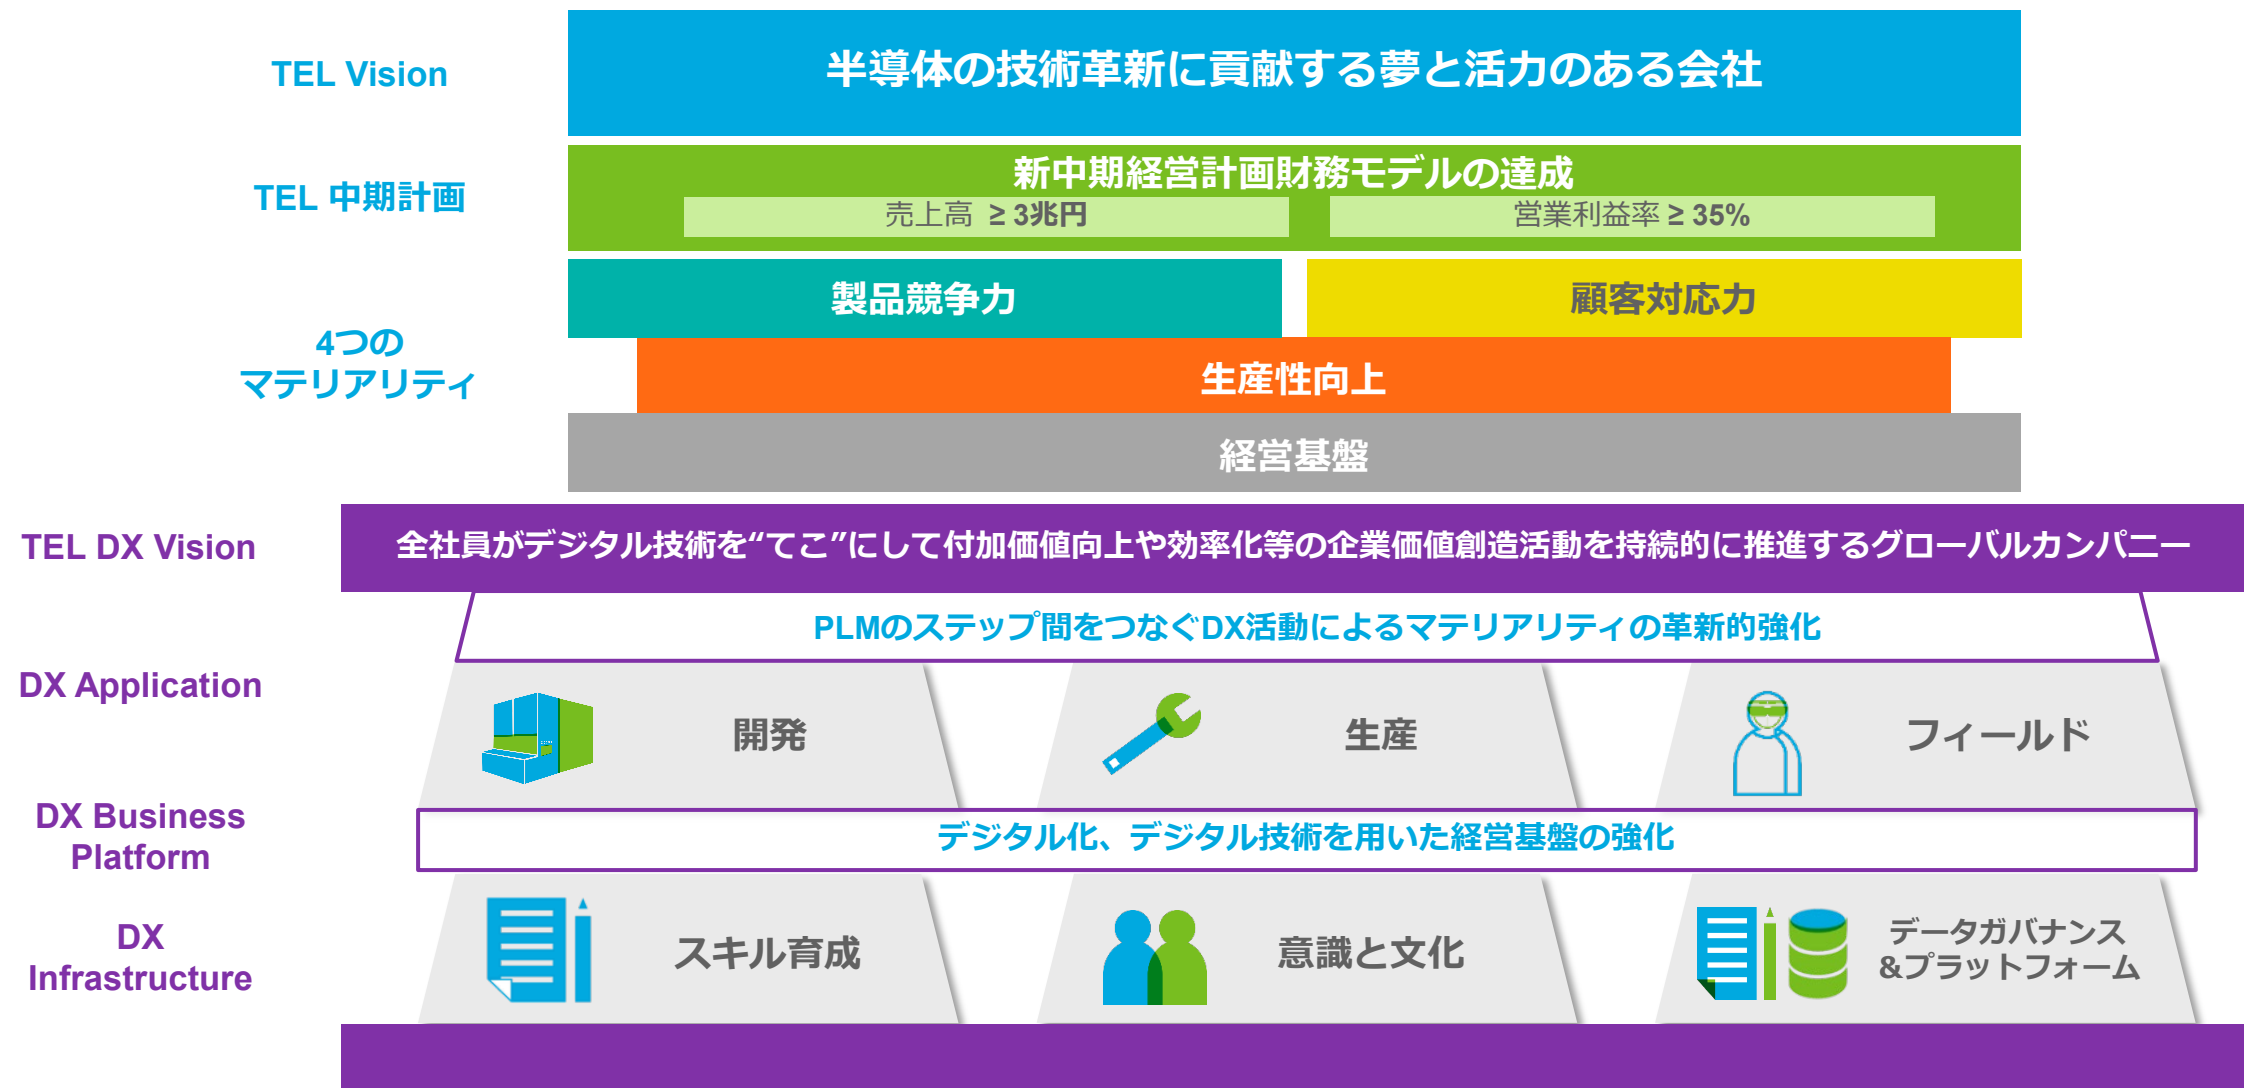 TEL Vision
半導体の技術革新に貢献する夢と活力のある会社
TEL 中期計画
新中期経営計画財務モデルの達成
売上高 ≥ 3兆円
営業利益率 ≥ 35%
4つの
マテリアリティ
製品競争力
顧客対応力
生産性向上
経営基盤
TEL DX Vision
全社員がデジタル技術を“てこ”にして付加価値向上や効率化等の企業価値創造活動を持続的に推進するグローバルカンパニー
PLMのステップ間をつなぐDX活動によるマテリアリティの革新的強化
DX Application
開発
生産
フィールド
DX Business
Platform
デジタル化、デジタル技術を用いた経営基盤の強化
DX
Infrastructure
スキル育成
意識と文化
データガバナンス
&プラットフォーム